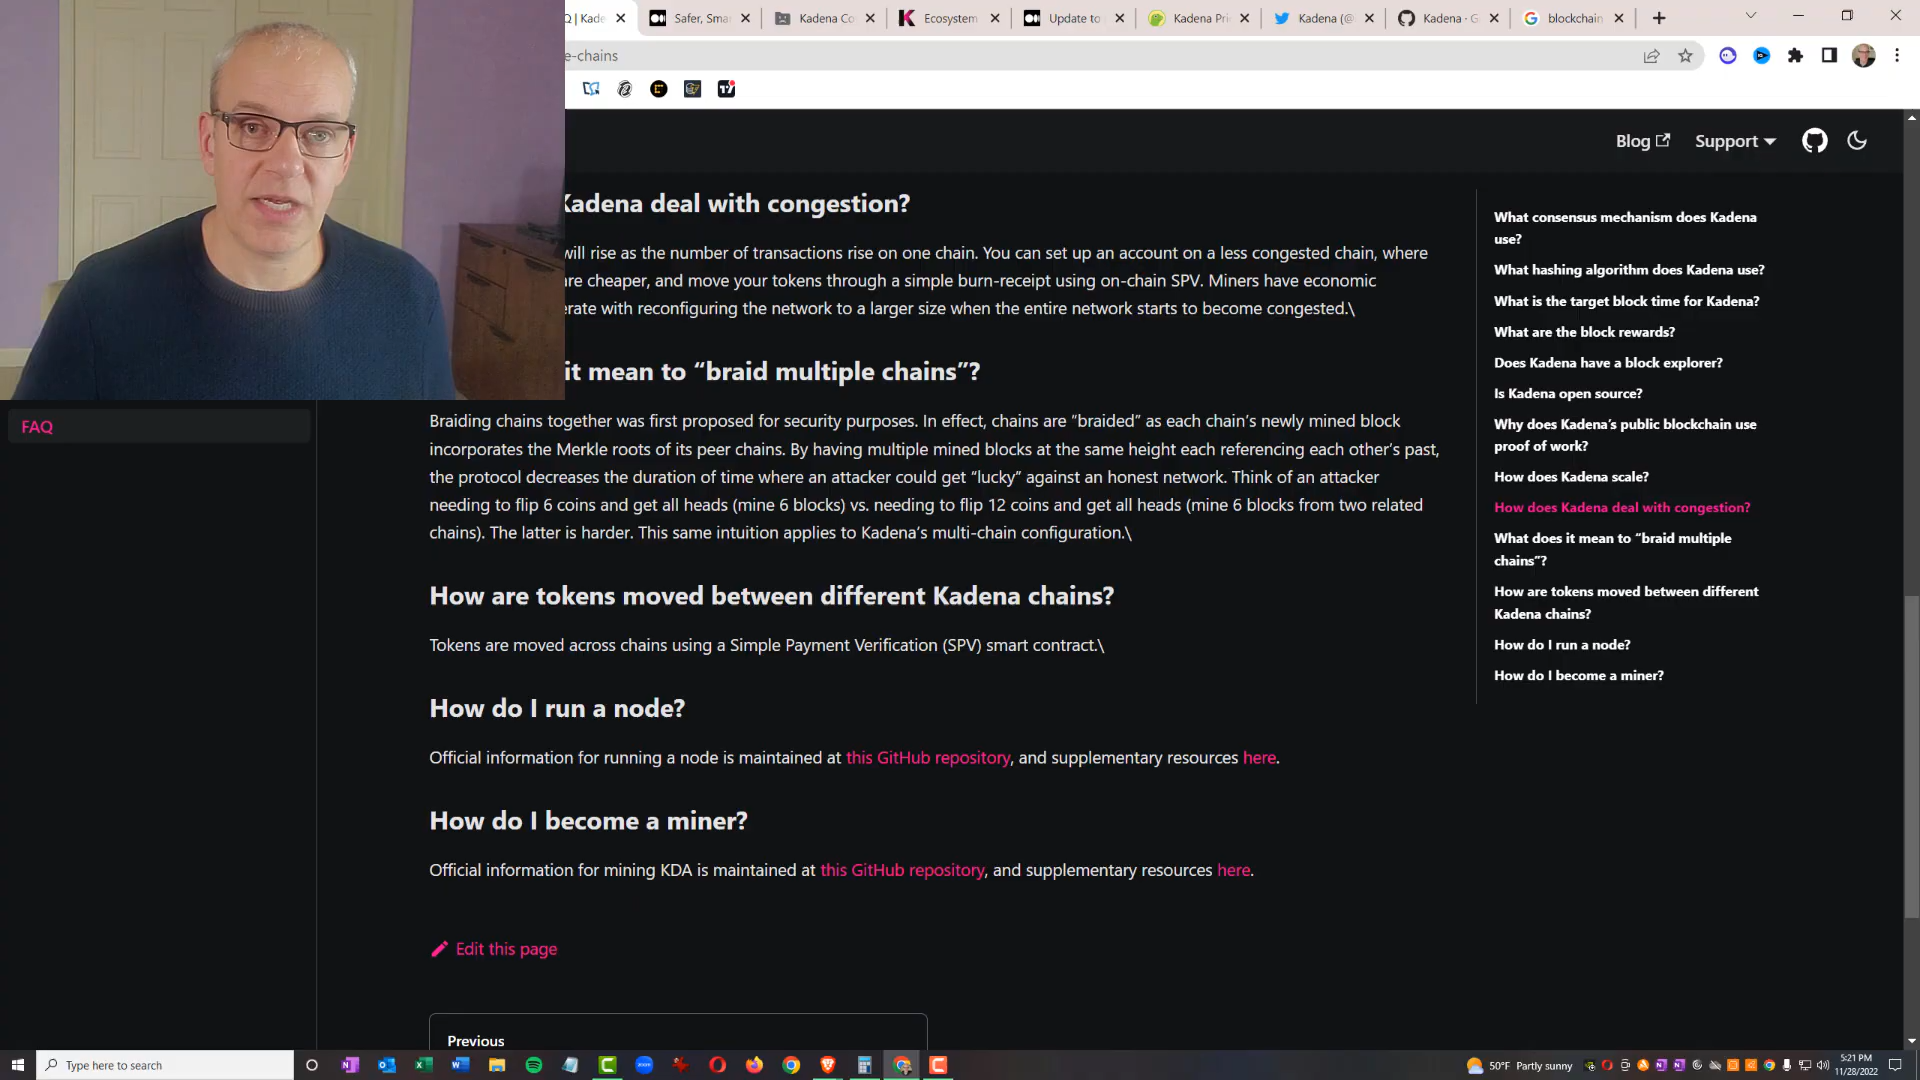 Kade
Safer, Sma
Kadena Co
Ecosystem
Update to
Kadena Pri
Kadena (@
Kadena · G
blockchain
e-chains
Blog
Support
Kadena deal with congestion?
will rise as the number of transactions rise on one chain. You can set up an account on a less congested chain, where
re cheaper, and move your tokens through a simple burn-receipt using on-chain SPV. Miners have economic
erate with reconfiguring the network to a larger size when the entire network starts to become congested.\
it mean to “braid multiple chains”?
FAQ
Braiding chains together was first proposed for security purposes. In effect, chains are “braided” as each chain’s newly mined block
incorporates the Merkle roots of its peer chains. By having multiple mined blocks at the same height each referencing each other’s past,
the protocol decreases the duration of time where an attacker could get “lucky” against an honest network. Think of an attacker
needing to flip 6 coins and get all heads (mine 6 blocks) vs. needing to flip 12 coins and get all heads (mine 6 blocks from two related
chains). The latter is harder. This same intuition applies to Kadena’s multi-chain configuration.\
How are tokens moved between different Kadena chains?
Tokens are moved across chains using a Simple Payment Verification (SPV) smart contract.\
How do I run a node?
Official information for running a node is maintained at this GitHub repository, and supplementary resources here.
How do I become a miner?
Official information for mining KDA is maintained at this GitHub repository, and supplementary resources here.
Edit this page
Previous
What consensus mechanism does Kadena
use?
What hashing algorithm does Kadena use?
What is the target block time for Kadena?
What are the block rewards?
Does Kadena have a block explorer?
Is Kadena open source?
Why does Kadena’s public blockchain use
proof of work?
How does Kadena scale?
How does Kadena deal with congestion?
What does it mean to “braid multiple
chains”?
How are tokens moved between different
Kadena chains?
How do I run a node?
How do I become a miner?
Type here to search
50°F Partly sunny
5:21 PM
11/28/2022